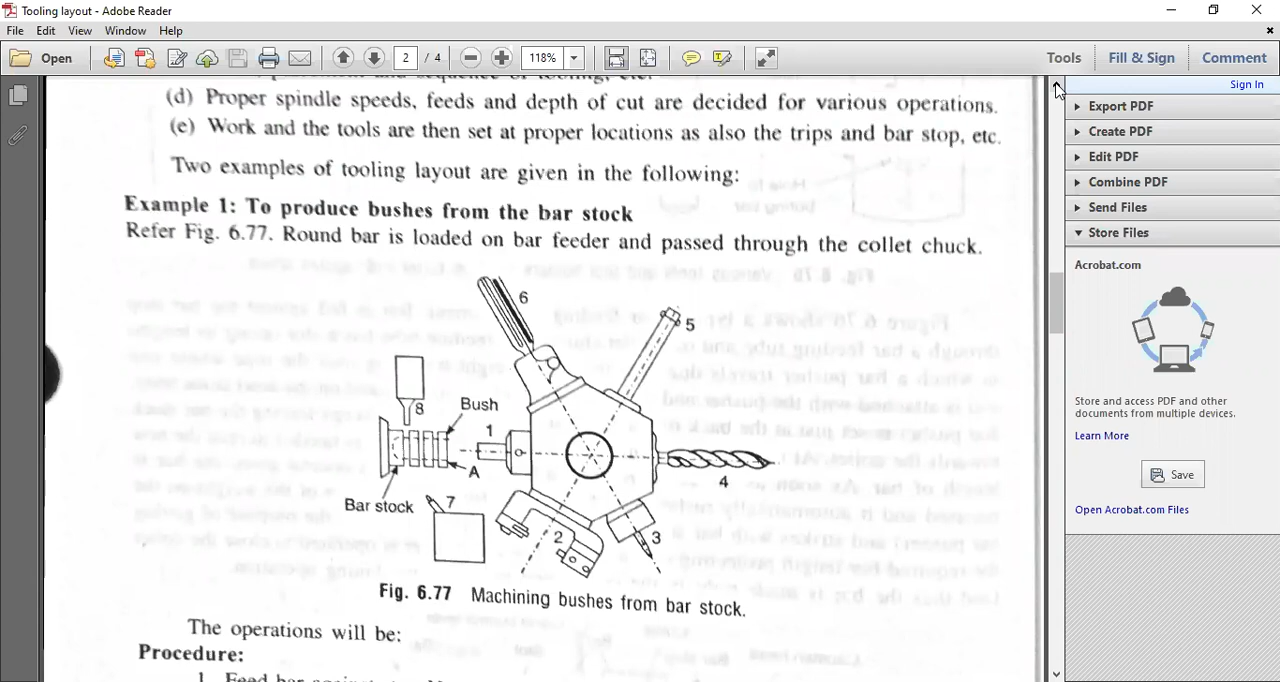 Tooling layout - Adobe Reader
File Edit View Window Help
Open 2 / 4 118% Tools Fill & Sign Comment
Sign In
Export PDF
Create PDF
Edit PDF
Combine PDF
Send Files
Store Files
Acrobat.com
Store and access PDF and other
documents from multiple devices.
Learn More
Save
Open Acrobat.com Files
(d) Proper spindle speeds, feeds and depth of cut are decided for various operations.
(e) Work and the tools are then set at proper locations as also the trips and bar stop, etc.
Two examples of tooling layout are given in the following:
Example 1: To produce bushes from the bar stock
Refer Fig. 6.77. Round bar is loaded on bar feeder and passed through the collet chuck.
6
5
8
Bush
1
A
4
Bar stock
7
2
3
Fig. 6.77 Machining bushes from bar stock.
The operations will be:
Procedure:
1. Feed bar against